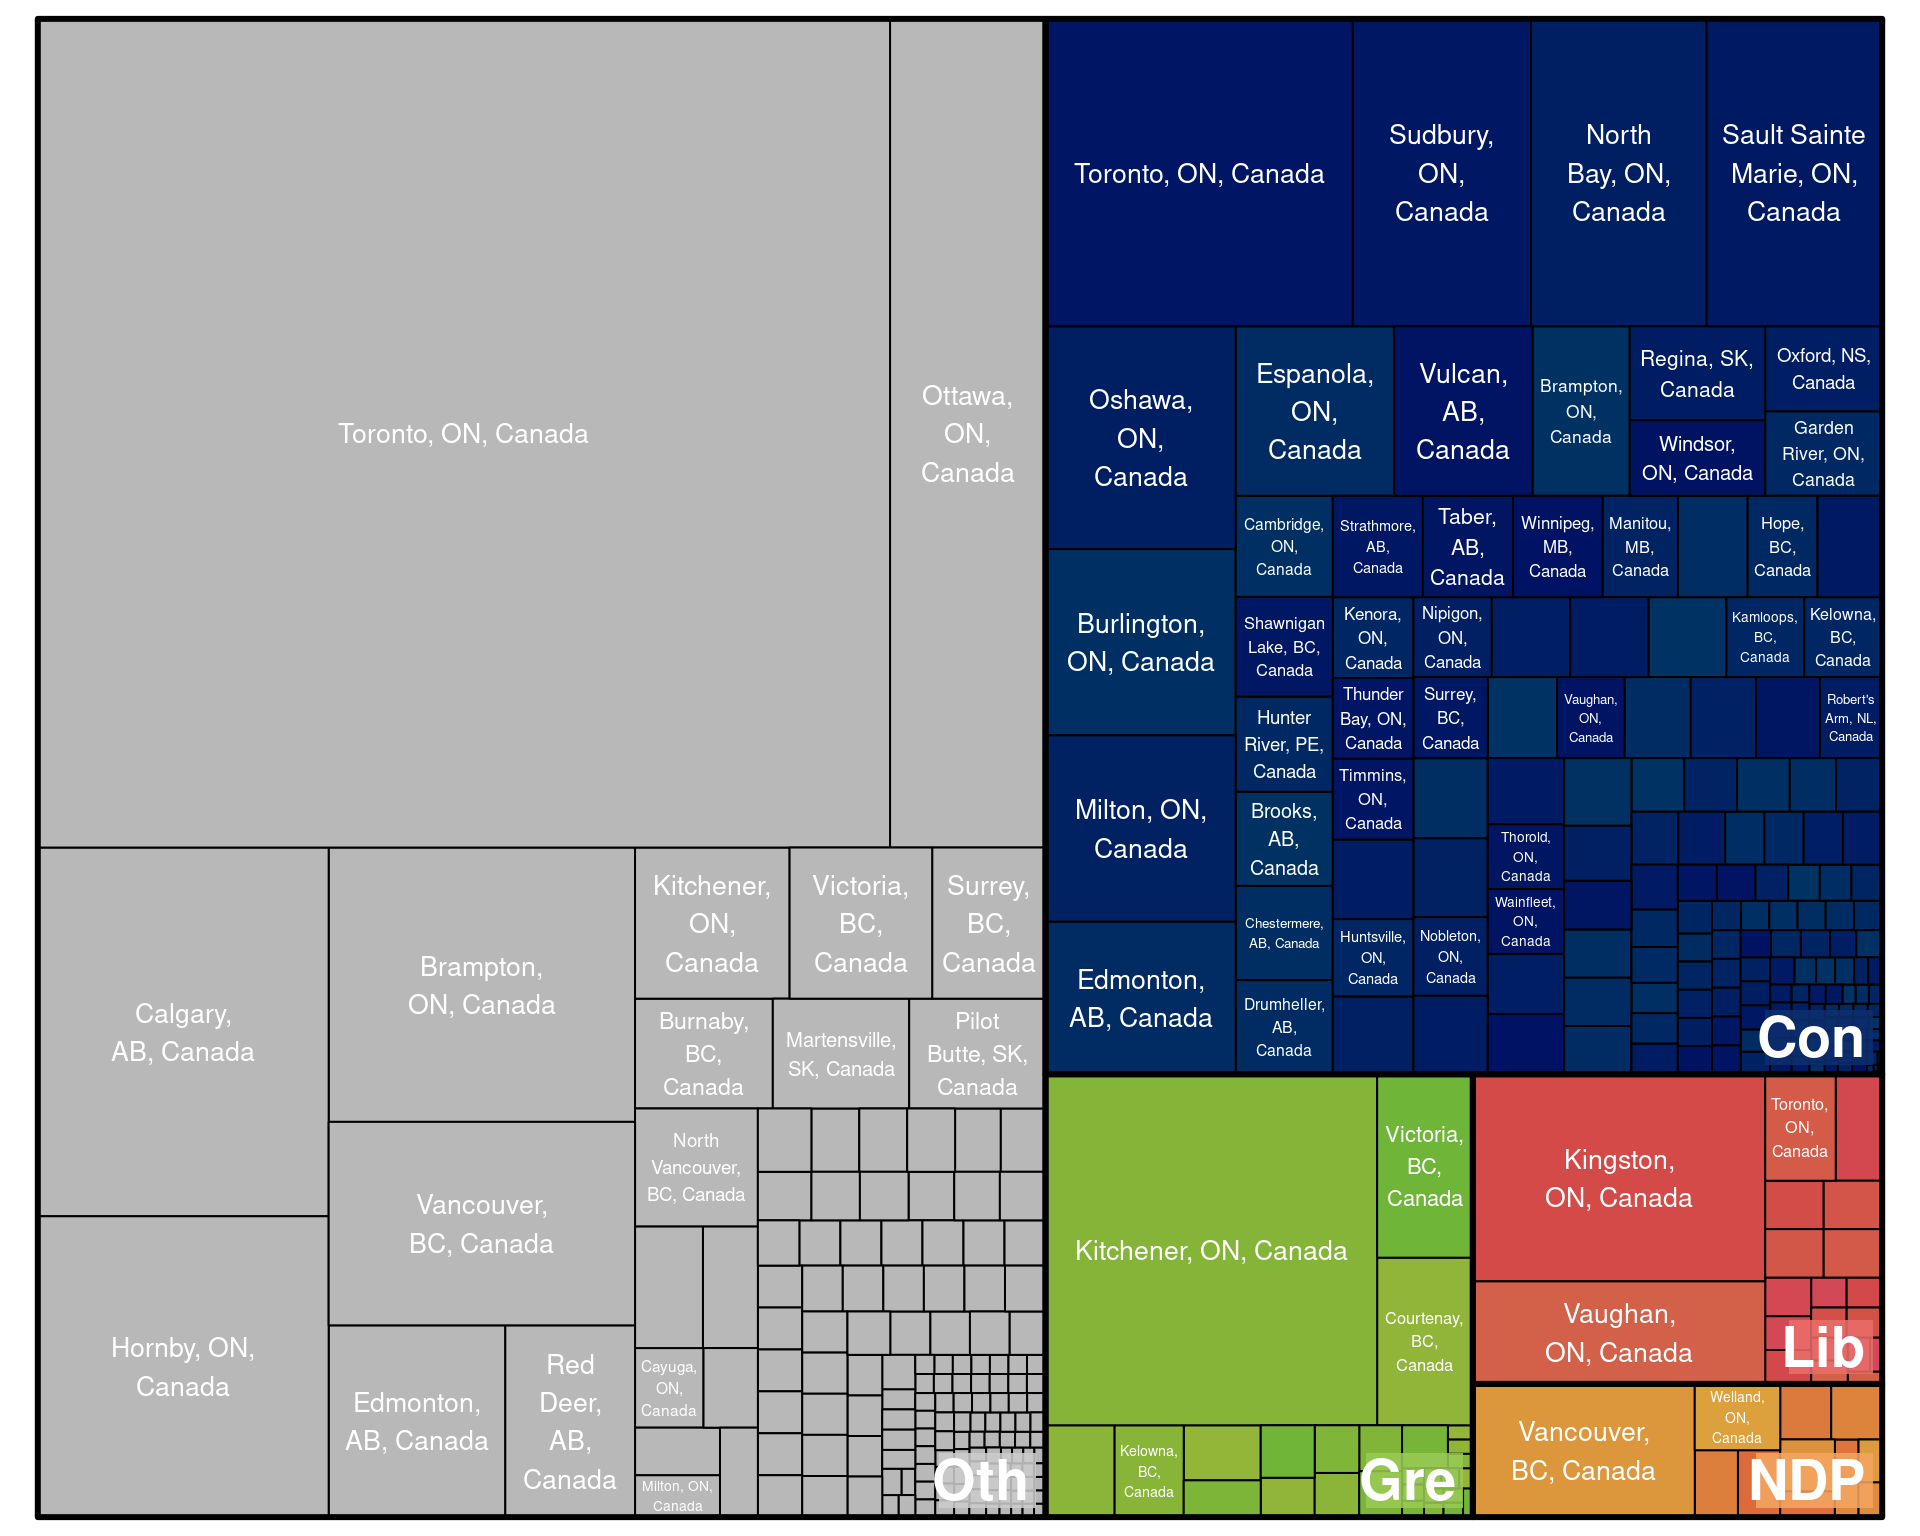 Toronto, ON, Canada
Ottawa,
ON,
Canada
Calgary,
AB, Canada
Hornby, ON,
Canada
Brampton,
ON, Canada
Vancouver,
BC, Canada
Edmonton,
AB, Canada
Red
Deer,
AB,
Canada
Kitchener,
ON,
Canada
Victoria,
BC,
Canada
Surrey,
BC,
Canada
Burnaby,
BC,
Canada
Martensville,
SK, Canada
Pilot
Butte, SK,
Canada
North
Vancouver,
BC, Canada
Cayuga,
ON,
Canada
Milton, ON,
Canada
Oth
Toronto, ON, Canada
Sudbury,
ON,
Canada
North
Bay, ON,
Canada
Sault Sainte
Marie, ON,
Canada
Oshawa,
ON,
Canada
Burlington,
ON, Canada
Milton, ON,
Canada
Edmonton,
AB, Canada
Espanola,
ON,
Canada
Vulcan,
AB,
Canada
Brampton,
ON,
Canada
Regina, SK,
Canada
Windsor,
ON, Canada
Oxford, NS,
Canada
Garden
River, ON,
Canada
Cambridge,
ON,
Canada
Shawnigan
Lake, BC,
Canada
Hunter
River, PE,
Canada
Brooks,
AB,
Canada
Chestermere,
AB, Canada
Drumheller,
AB,
Canada
Strathmore,
AB,
Canada
Taber,
AB,
Canada
Winnipeg,
MB,
Canada
Manitou,
MB,
Canada
Hope,
BC,
Canada
Kenora,
ON,
Canada
Nipigon,
ON,
Canada
Kamloops,
BC,
Canada
Kelowna,
BC,
Canada
Thunder
Bay, ON,
Canada
Surrey,
BC,
Canada
Vaughan,
ON,
Canada
Robert's
Arm, NL,
Canada
Timmins,
ON,
Canada
Huntsville,
ON,
Canada
Nobleton,
ON,
Canada
Thorold,
ON,
Canada
Wainfleet,
ON,
Canada
Con
Kitchener, ON, Canada
Victoria,
BC,
Canada
Courtenay,
BC,
Canada
Kelowna,
BC,
Canada
Gre
Kingston,
ON, Canada
Vaughan,
ON, Canada
Toronto,
ON,
Canada
Lib
Vancouver,
BC, Canada
Welland,
ON,
Canada
NDP